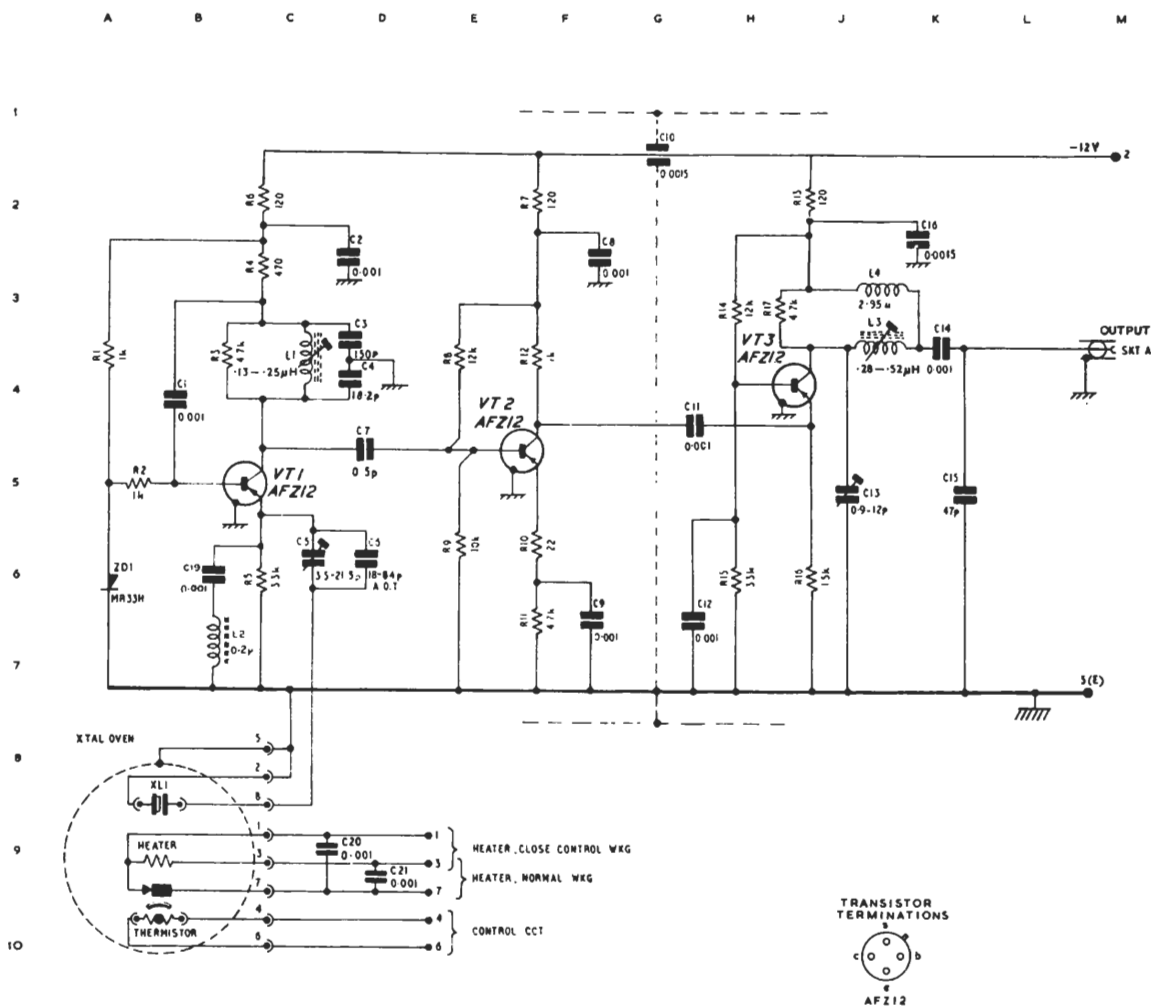 A B C D E F G H J K L M
1
C10
0.0015
-12V
2
2
R6
120
R7
120
R13
120
C2
0.001
C8
0.001
C16
0.0015
R4
470
3
L4
2.95μ
R14
12k
R17
4.7k
L3
.28-.52μH
C14
0.001
OUTPUT
SKT A
R1
1k
R3
4.7k
L1
.13-.25μH
C3
150p
C4
18.2p
R8
12k
R12
1k
VT3
AFZ12
4
C1
0.001
VT2
AFZ12
C11
0.001
C7
0.5p
5
R2
1k
VT1
AFZ12
C13
0.9-12p
C15
47p
C5
3.5-21.5p
18-84p
A.O.T
R9
10k
R10
22
6
ZD1
MR33H
C19
0.001
R5
3.3k
R15
3.3k
R16
1.5k
L2
0.2μ
R11
4.7k
C9
0.001
C12
0.001
7
5(E)
XTAL OVEN
5
8
2
XL1
8
9
HEATER
1
C20
0.001
1
3
C21
0.001
3
7
7
HEATER, CLOSE CONTROL WKG
HEATER, NORMAL WKG
THERMISTOR
4
4
6
6
CONTROL CCT
10
TRANSISTOR
TERMINATIONS
s
c
b
e
AFZ12